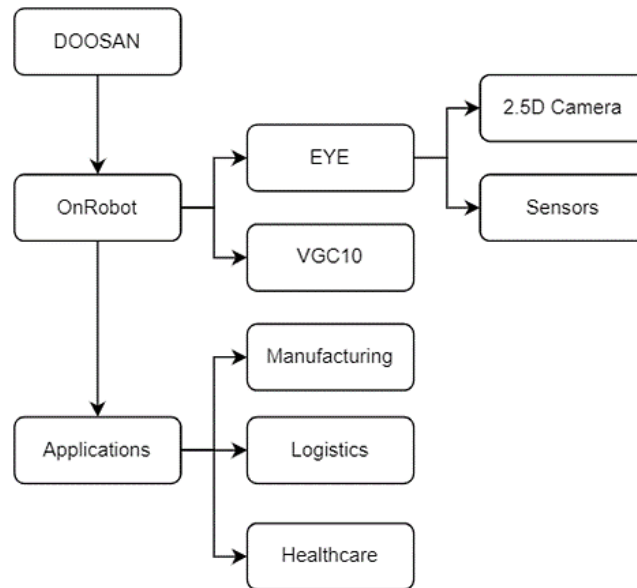 DOOSAN
2.5D Camera
EYE
OnRobot
Sensors
VGC10
Manufacturing
Applications
Logistics
Healthcare